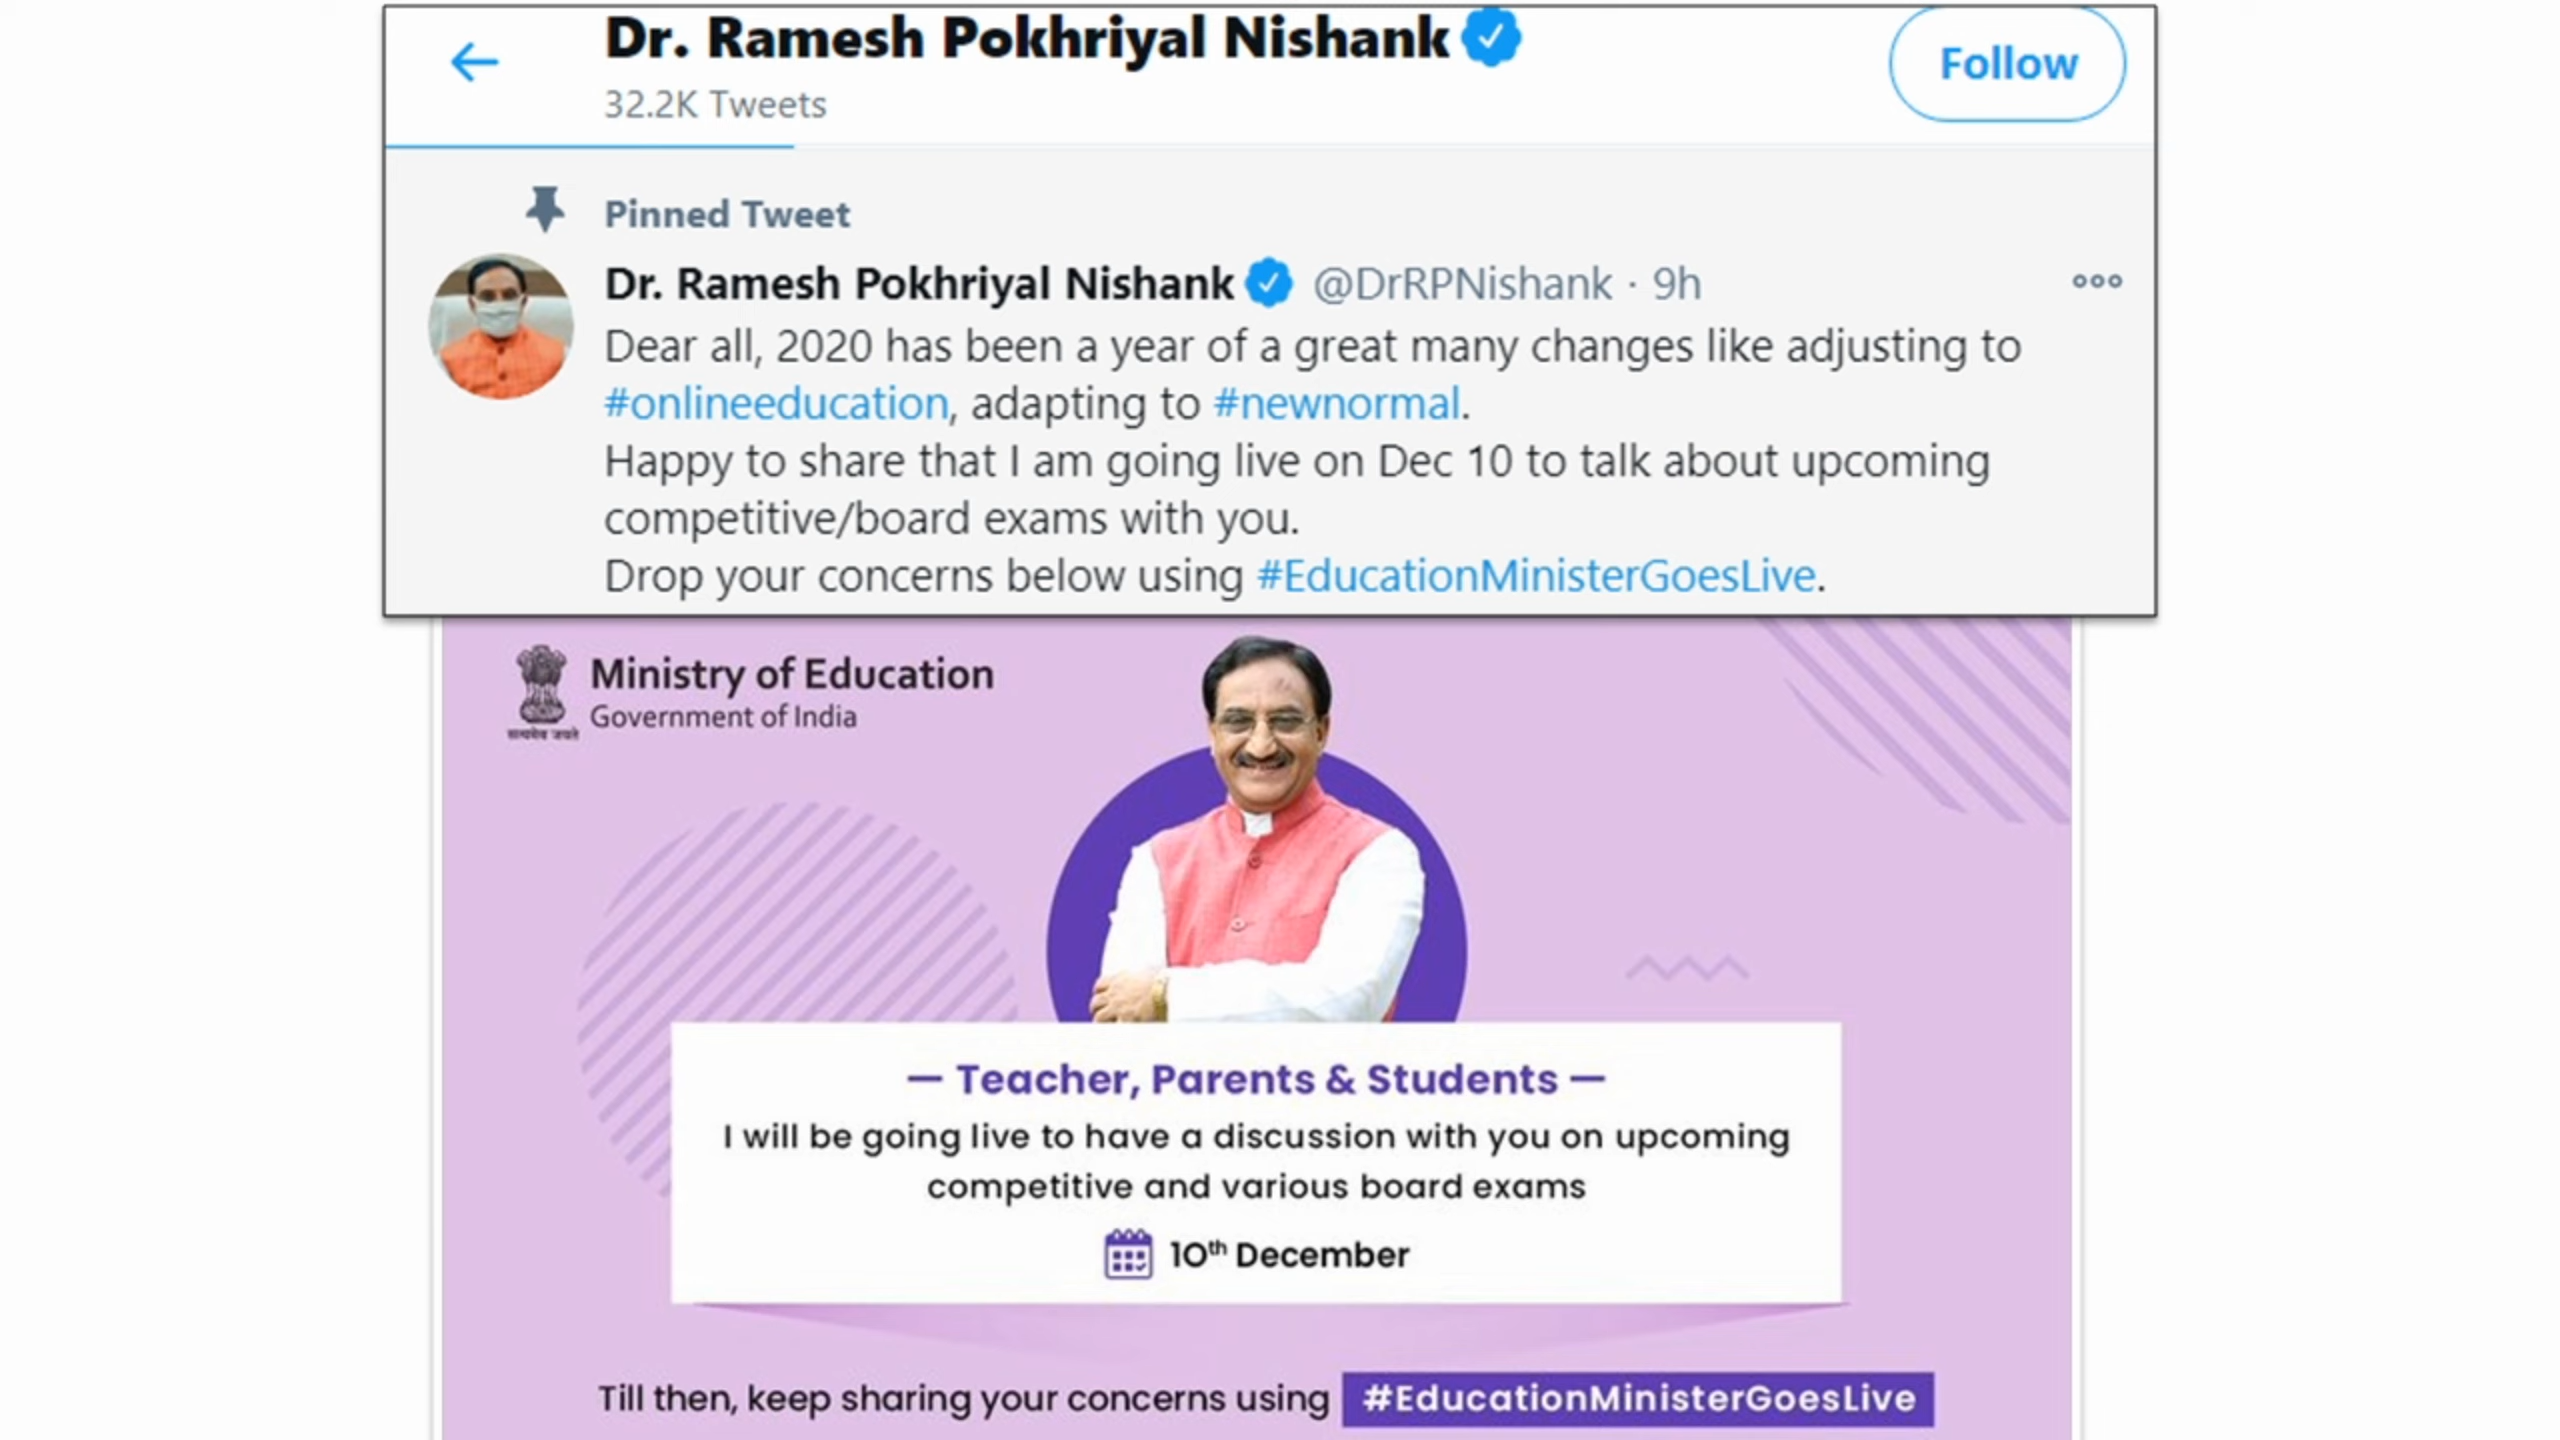 Dr. Ramesh Pokhriyal Nishank
32.2K Tweets
Follow
Pinned Tweet
Dr. Ramesh Pokhriyal Nishank @DrRPNishank · 9h
Dear all, 2020 has been a year of a great many changes like adjusting to
#onlineeducation, adapting to #newnormal.
Happy to share that I am going live on Dec 10 to talk about upcoming
competitive/board exams with you.
Drop your concerns below using #EducationMinisterGoesLive.
Ministry of Education
Government of India
सत्यमेव जयते
— Teacher, Parents & Students —
I will be going live to have a discussion with you on upcoming
competitive and various board exams
10th December
Till then, keep sharing your concerns using #EducationMinisterGoesLive